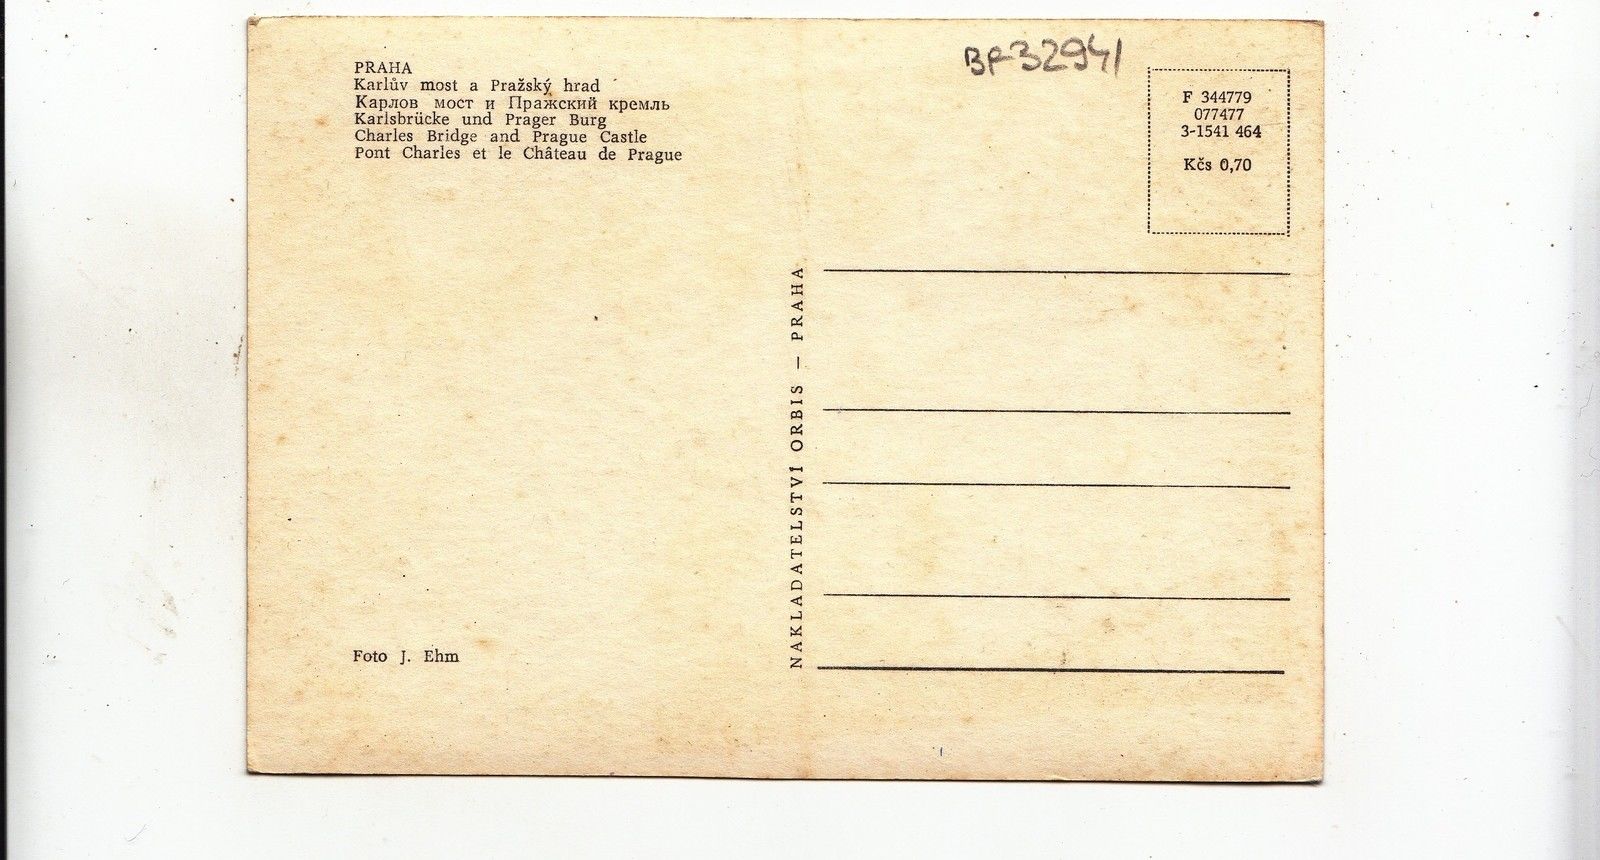 PRAHA
Karlův most a Pražský hrad
Карлов мост и Пражский кремль
Karlsbrücke und Prager Burg
Charles Bridge and Prague Castle
Pont Charles et le Château de Prague
Foto J. Ehm
NAKLADATELSTVÍ ORBIS — PRAHA
BF32941
F 344779
077477
3-1541 464
Kčs 0,70